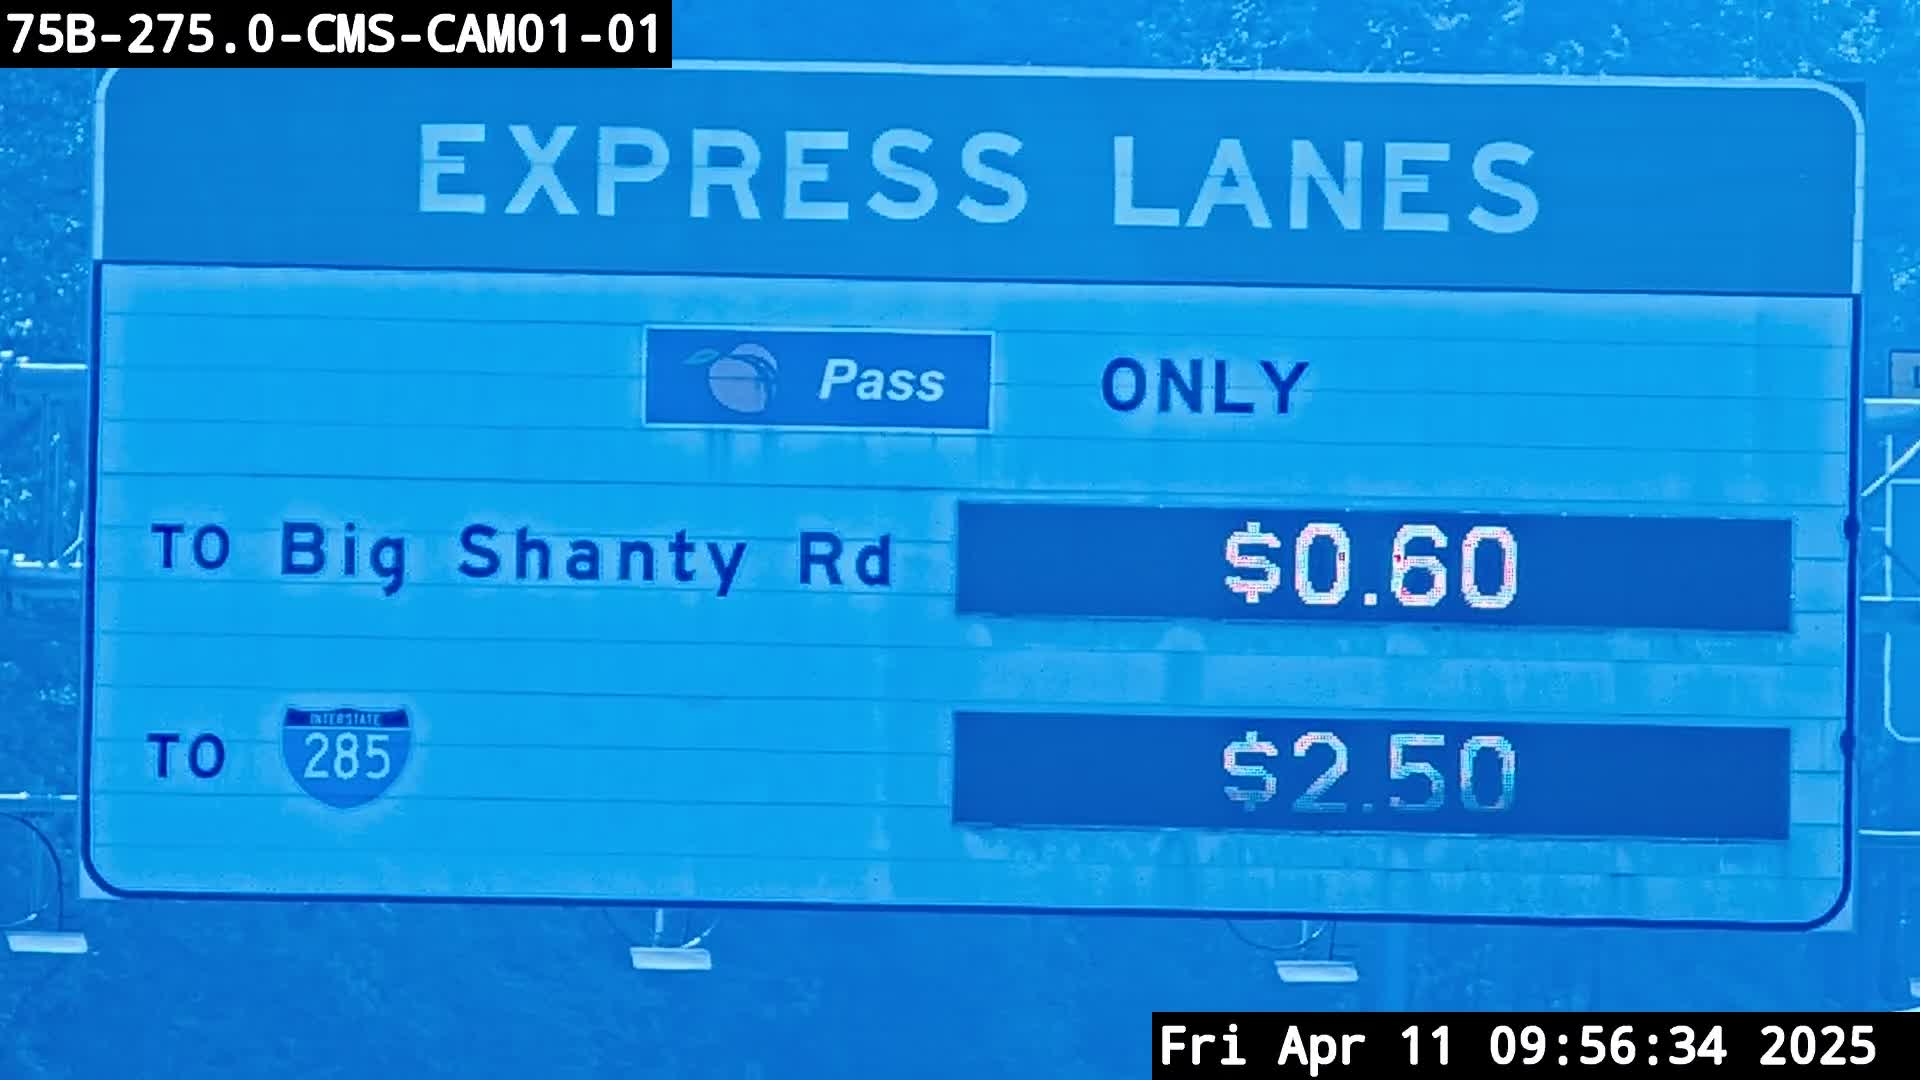 75B-275.0-CMS-CAM01-01
EXPRESS LANES
Pass ONLY
TO Big Shanty Rd $0.60
INTERSTATE
TO 285 $2.50
Fri Apr 11 09:56:34 2025